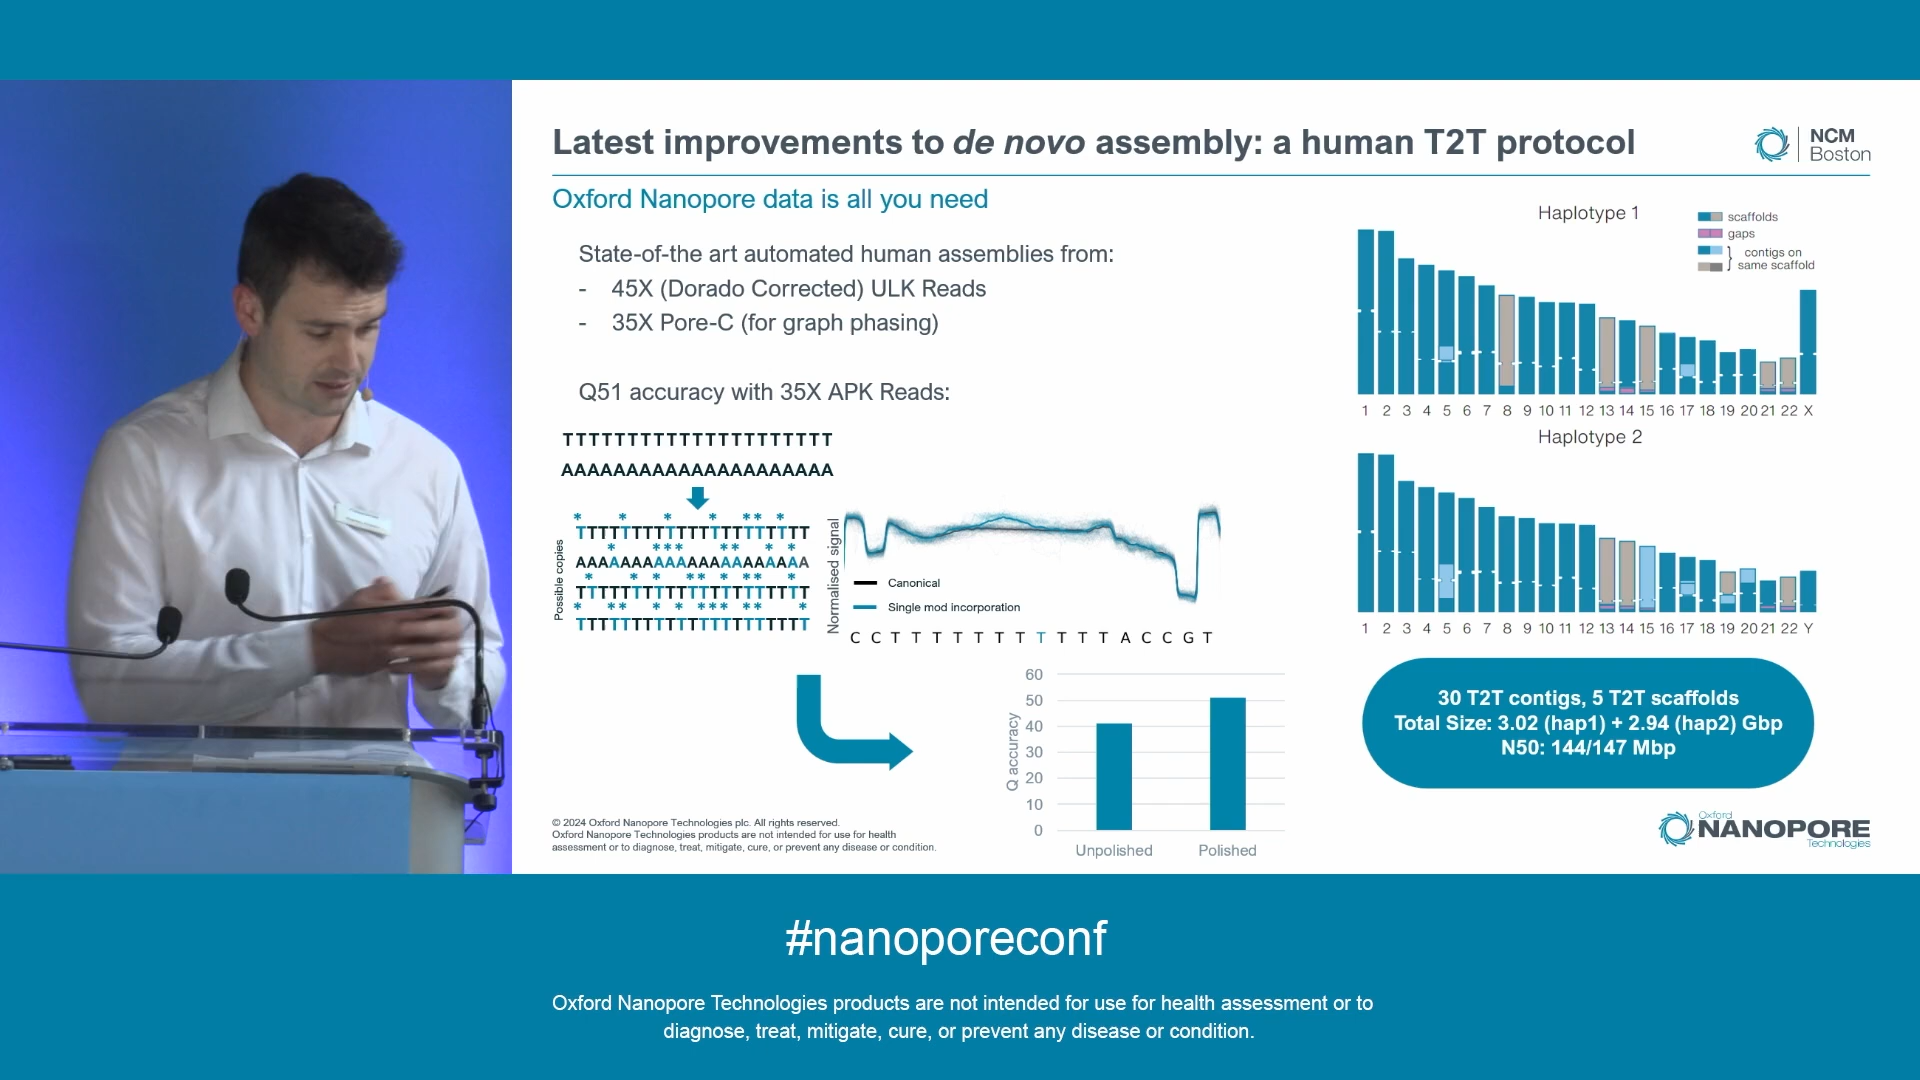 Latest improvements to de novo assembly: a human T2T protocol
NCM
Boston
Oxford Nanopore data is all you need
State-of-the art automated human assemblies from:
- 45X (Dorado Corrected) ULK Reads
- 35X Pore-C (for graph phasing)
Q51 accuracy with 35X APK Reads:
TTTTTTTTTTTTTTTTTTTTT
AAAAAAAAAAAAAAAAAAAAA
Possible copies
* * * * ** *
TTTTTTTTTTTTTTTTTTTTT
* *** ** * *
AAAAAAAAAAAAAAAAAAAAA
* * * ** * ** *
TTTTTTTTTTTTTTTTTTTTT
* ** * * *** ** *
TTTTTTTTTTTTTTTTTTTTT
Normalised signal
Canonical
Single mod incorporation
C C T T T T T T T T T T T A C C G T
Q accuracy
60
50
40
30
20
10
0
Unpolished Polished
Haplotype 1
scaffolds
gaps
contigs on
same scaffold
1 2 3 4 5 6 7 8 9 10 11 12 13 14 15 16 17 18 19 20 21 22 X
Haplotype 2
1 2 3 4 5 6 7 8 9 10 11 12 13 14 15 16 17 18 19 20 21 22 Y
30 T2T contigs, 5 T2T scaffolds
Total Size: 3.02 (hap1) + 2.94 (hap2) Gbp
N50: 144/147 Mbp
© 2024 Oxford Nanopore Technologies plc. All rights reserved.
Oxford Nanopore Technologies products are not intended for use for health
assessment or to diagnose, treat, mitigate, cure, or prevent any disease or condition.
Oxford
NANOPORE
Technologies
#nanoporeconf
Oxford Nanopore Technologies products are not intended for use for health assessment or to
diagnose, treat, mitigate, cure, or prevent any disease or condition.